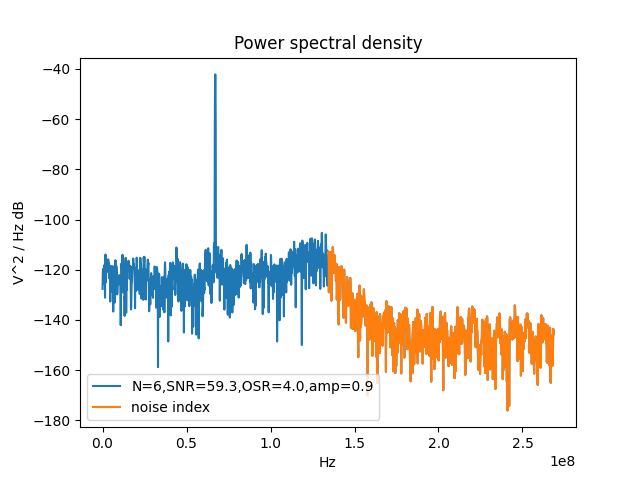 Power spectral density
V^2 / Hz dB
−40
−60
−80
−100
−120
−140
−160
−180
N=6,SNR=59.3,OSR=4.0,amp=0.9
noise index
0.0 0.5 1.0 1.5 2.0 2.5
1e8
Hz